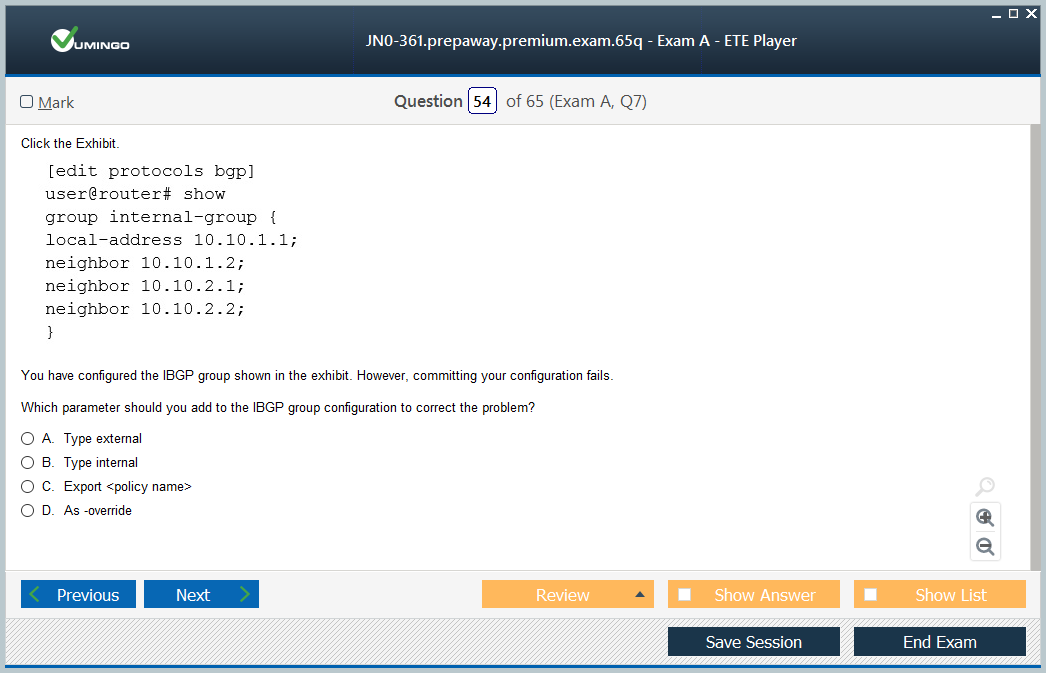 VUMINGO
JN0-361.prepaway.premium.exam.65q - Exam A - ETE Player
Mark
Question 54 of 65 (Exam A, Q7)
Click the Exhibit.
[edit protocols bgp]
user@router# show
group internal-group {
local-address 10.10.1.1;
neighbor 10.10.1.2;
neighbor 10.10.2.1;
neighbor 10.10.2.2;
}
You have configured the IBGP group shown in the exhibit. However, committing your configuration fails.
Which parameter should you add to the IBGP group configuration to correct the problem?
A. Type external
B. Type internal
C. Export <policy name>
D. As -override
Previous Next Review Show Answer Show List
Save Session End Exam